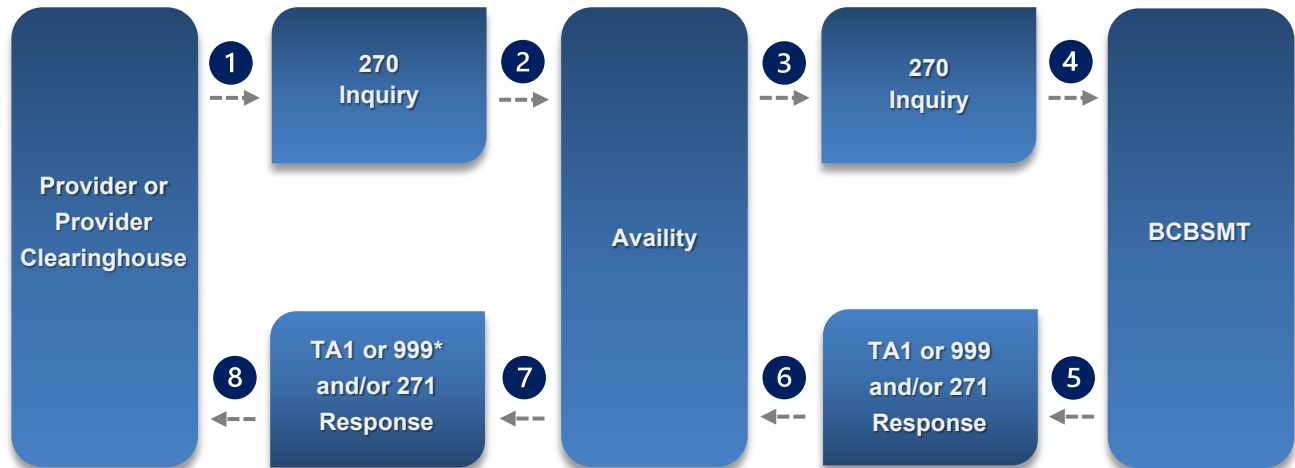 1
270
Inquiry
2
3
270
Inquiry
4
Provider or
Provider
Clearinghouse
Availity
BCBSMT
8
TA1 or 999*
and/or 271
Response
7
6
TA1 or 999
and/or 271
Response
5